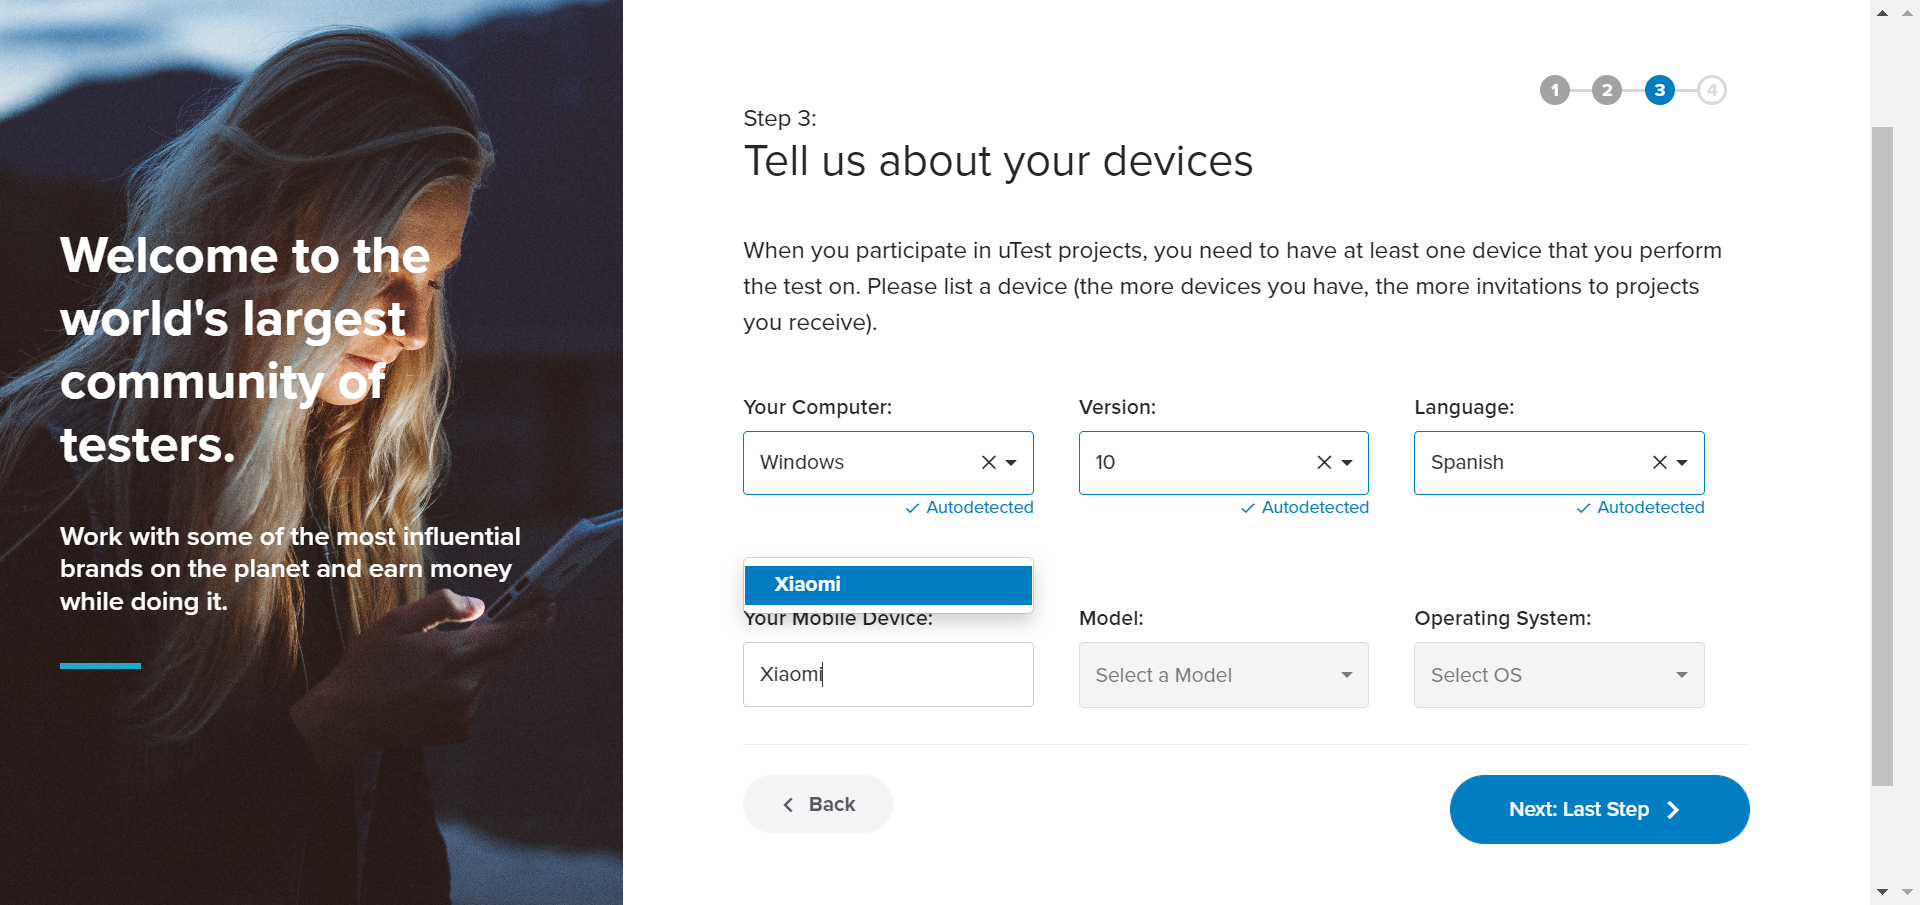 Welcome to the
world's largest
community of
testers.
Work with some of the most influential
brands on the planet and earn money
while doing it.
1 2 3 4
Step 3:
Tell us about your devices
When you participate in uTest projects, you need to have at least one device that you perform
the test on. Please list a device (the more devices you have, the more invitations to projects
you receive).
Your Computer: Version: Language:
Windows 10 Spanish
Autodetected Autodetected Autodetected
Xiaomi
Your Mobile Device: Model: Operating System:
Xiaomi Select a Model Select OS
Back Next: Last Step